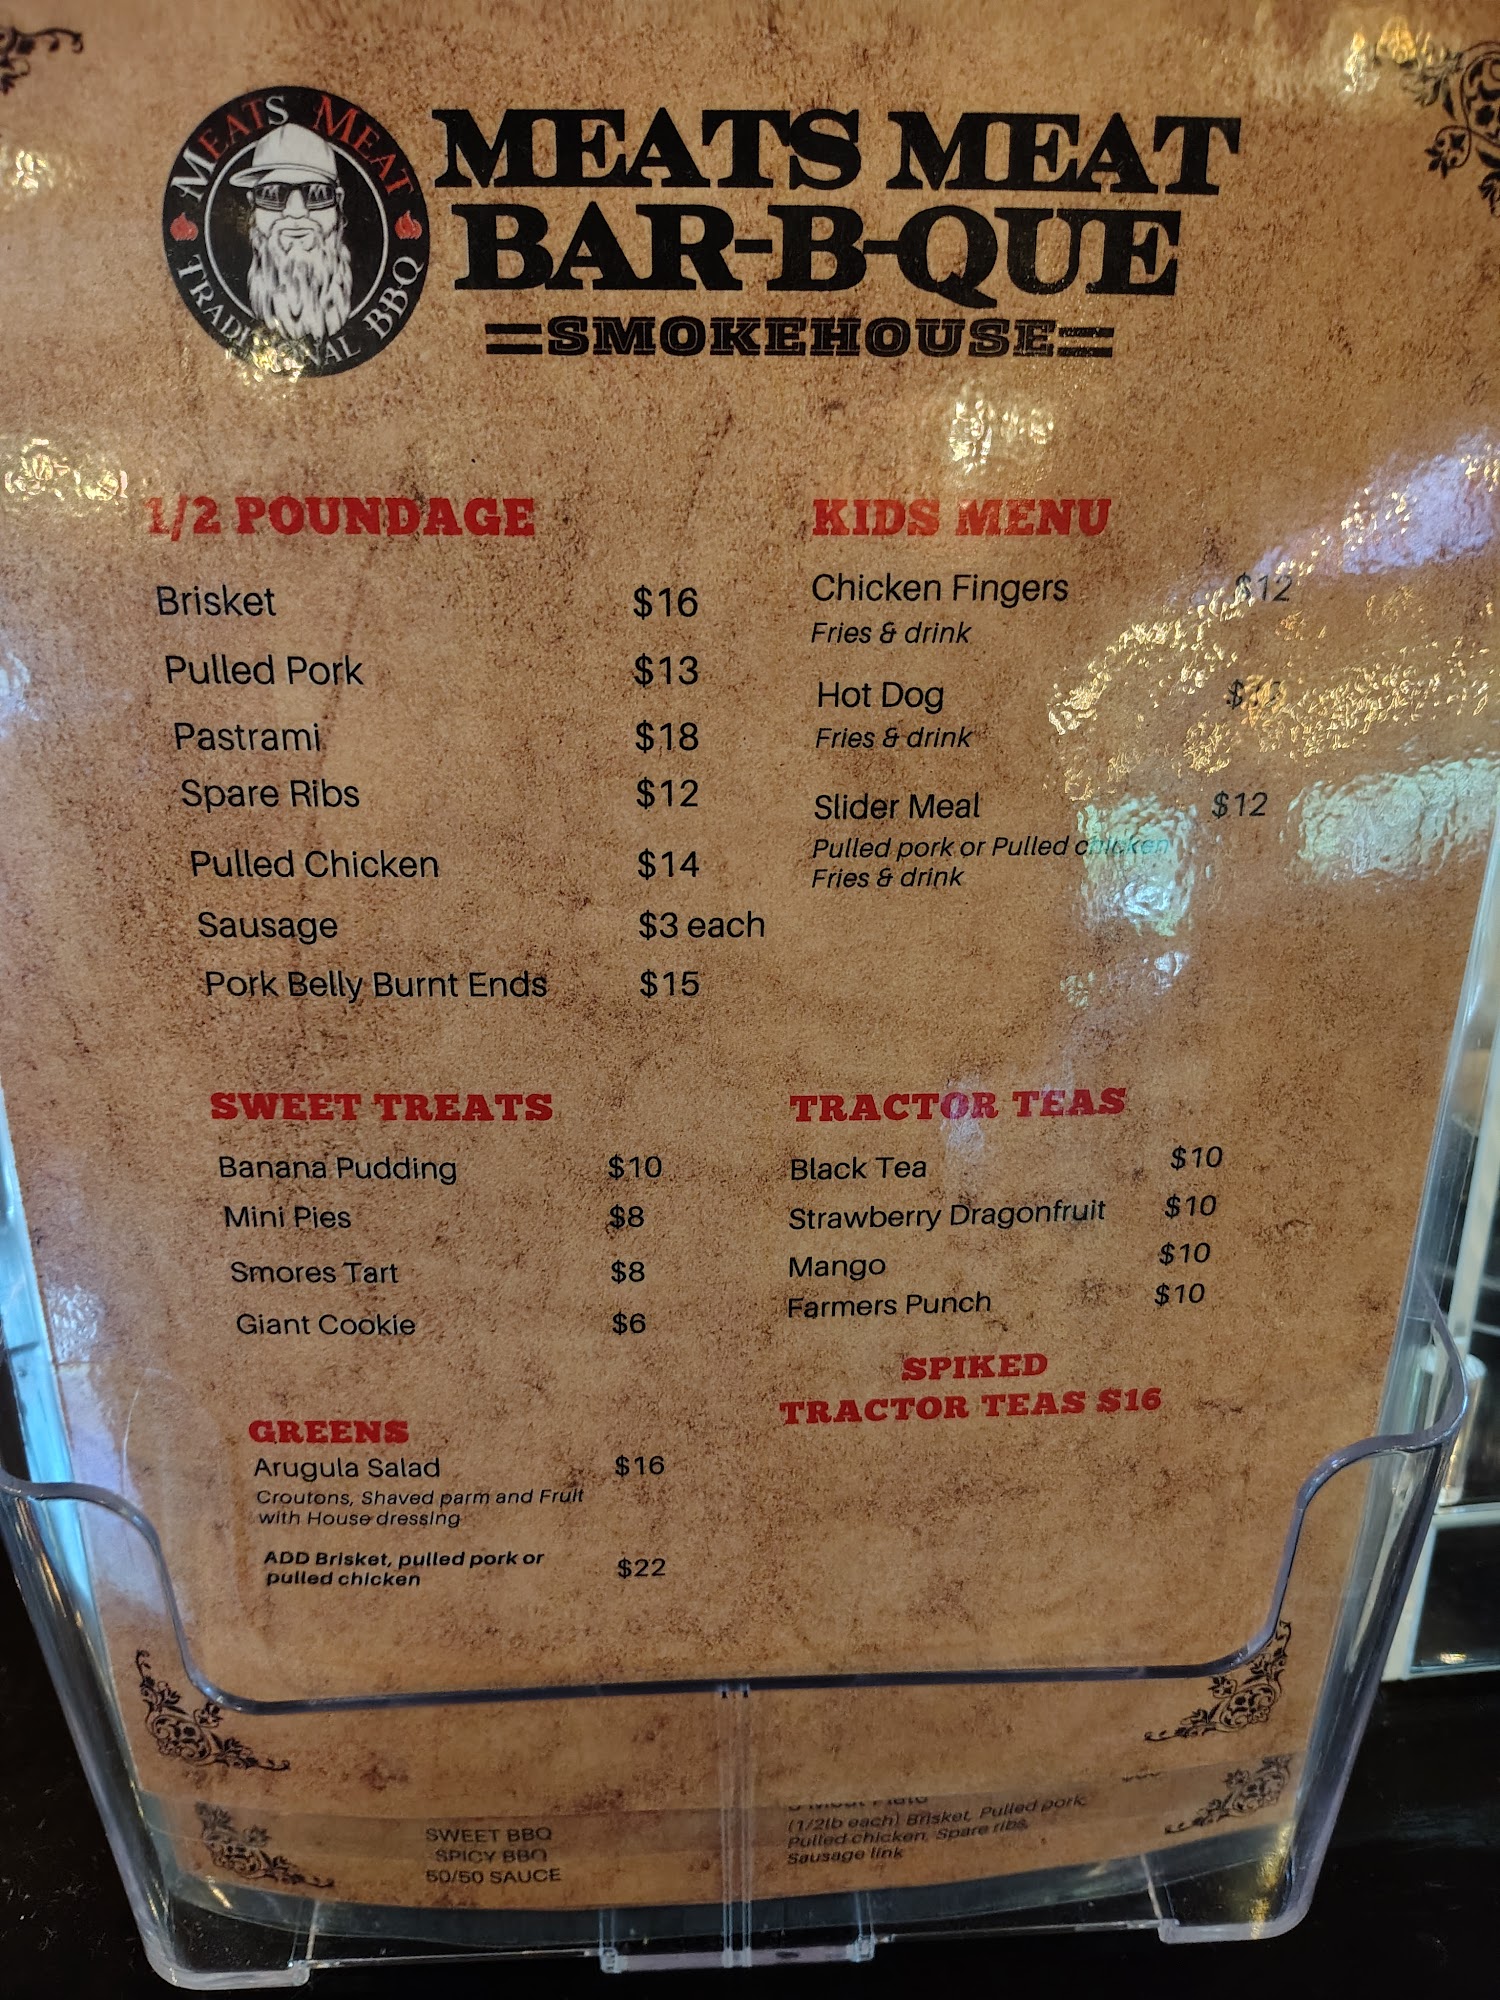 MEATS MEAT
TRADITIONAL BBQ
MEATS MEAT
BAR-B-QUE
SMOKEHOUSE
1/2 POUNDAGE
Brisket $16
Pulled Pork $13
Pastrami $18
Spare Ribs $12
Pulled Chicken $14
Sausage $3 each
Pork Belly Burnt Ends $15
KIDS MENU
Chicken Fingers $12
Fries & drink
Hot Dog
Fries & drink
Slider Meal $12
Pulled pork or Pulled chicken
Fries & drink
SWEET TREATS
Banana Pudding $10
Mini Pies $8
Smores Tart $8
Giant Cookie $6
TRACTOR TEAS
Black Tea $10
Strawberry Dragonfruit $10
Mango $10
Farmers Punch $10
SPIKED
TRACTOR TEAS $16
GREENS
Arugula Salad $16
Croutons, Shaved parm and Fruit
with House dressing
ADD Brisket, pulled pork or
pulled chicken $22
SWEET BBQ
SPICY BBQ
50/50 SAUCE
(1/2lb each) Brisket, Pulled pork,
Pulled chicken, Spare ribs,
Sausage link